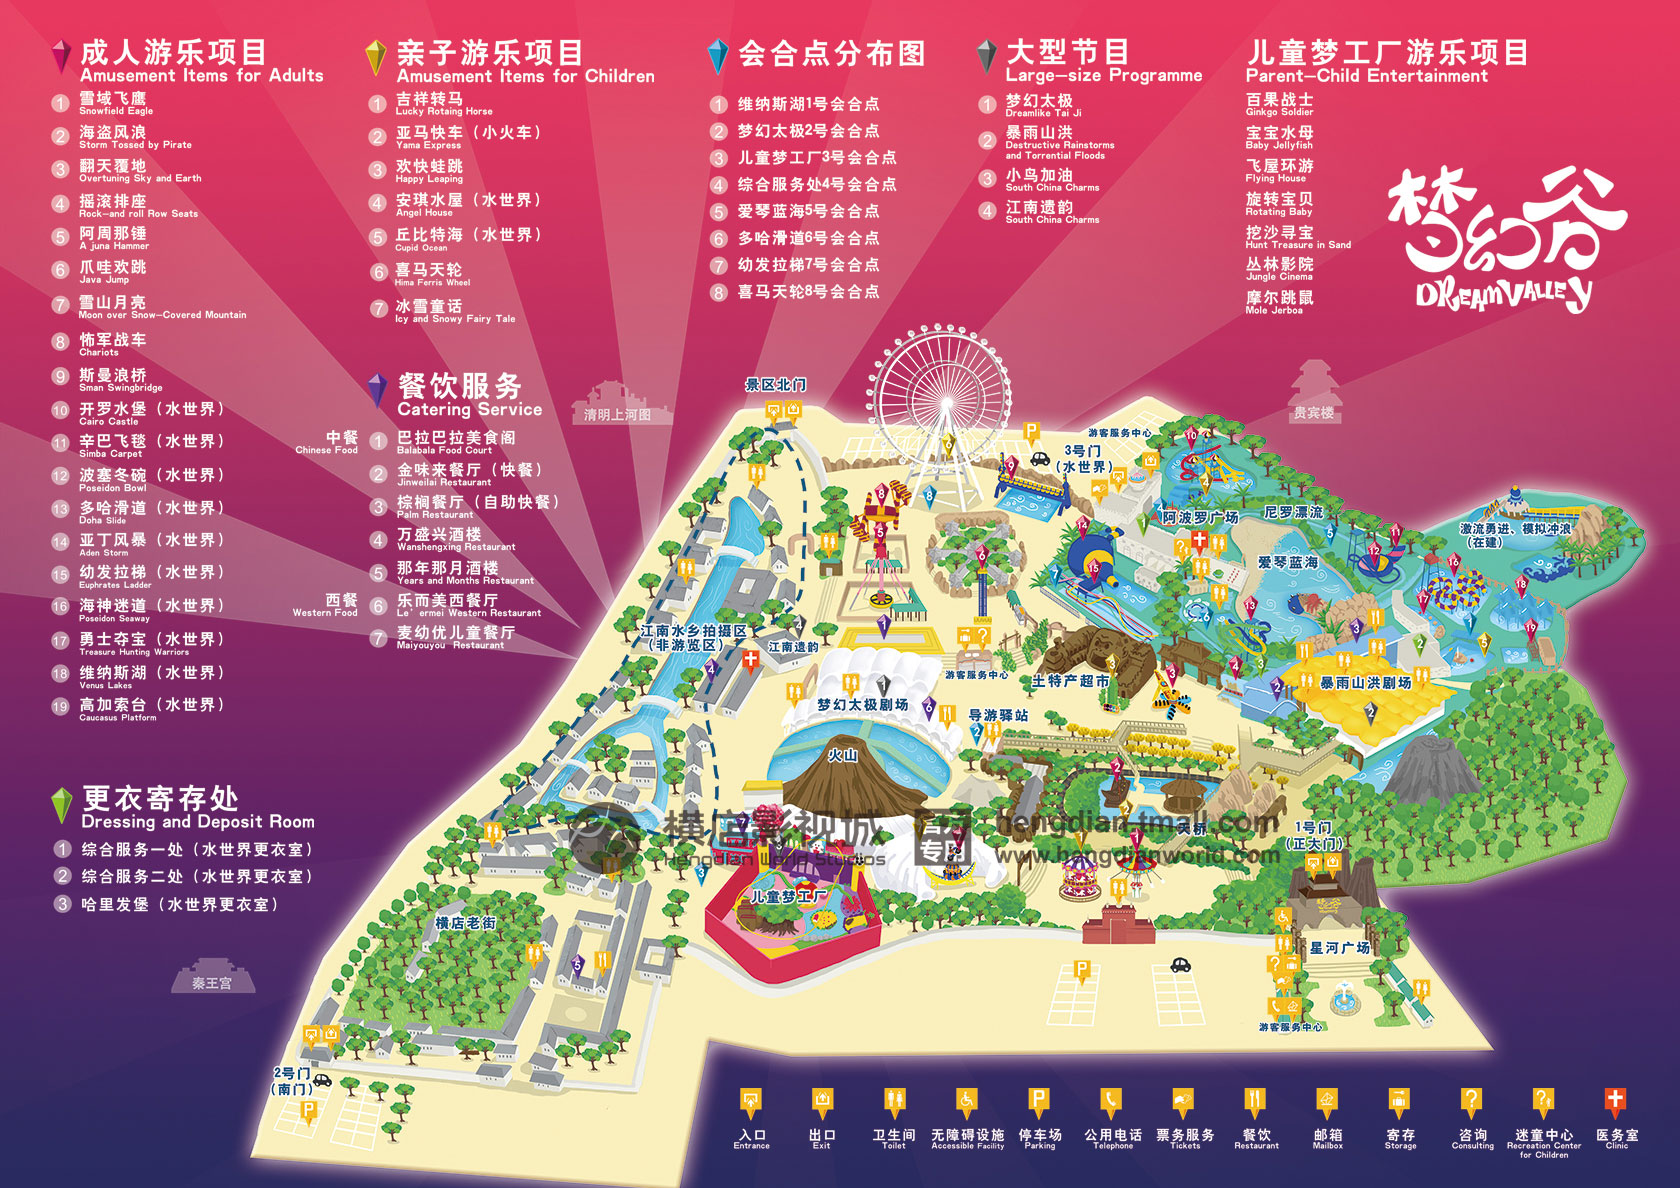 成人游乐项目
Amusement Items for Adults
1 雪域飞鹰
Snowfield Eagle
2 海盗风浪
Storm Tossed by Pirate
3 翻天覆地
Overtuning Sky and Earth
4 摇滚排座
Rock-and roll Row Seats
5 阿周那锤
A juna Hammer
6 爪哇欢跳
Java Jump
7 雪山月亮
Moon over Snow-Covered Mountain
8 怖军战车
Chariots
9 斯曼浪桥
Sman Swingbridge
10 开罗水堡（水世界）
Cairo Castle
11 辛巴飞毯（水世界）
Simba Carpet
12 波塞冬碗（水世界）
Poseidon Bowl
13 多哈滑道（水世界）
Doha Slide
14 亚丁风暴（水世界）
Aden Storm
15 幼发拉梯（水世界）
Euphrates Ladder
16 海神迷道（水世界）
Poseidon Seaway
17 勇士夺宝（水世界）
Treasure Hunting Warriors
18 维纳斯湖（水世界）
Venus Lakes
19 高加索台（水世界）
Caucasus Platform
更衣寄存处
Dressing and Deposit Room
1 综合服务一处（水世界更衣室）
2 综合服务二处（水世界更衣室）
3 哈里发堡（水世界更衣室）
亲子游乐项目
Amusement Items for Children
1 吉祥转马
Lucky Rotaing Horse
2 亚马快车（小火车）
Yama Express
3 欢快蛙跳
Happy Leaping
4 安琪水屋（水世界）
Angel House
5 丘比特海（水世界）
Cupid Ocean
6 喜马天轮
Hima Ferris Wheel
7 冰雪童话
Icy and Snowy Fairy Tale
餐饮服务
Catering Service
中餐
Chinese Food
1 巴拉巴拉美食阁
Balabala Food Court
2 金味来餐厅（快餐）
Jinweilai Restaurant
3 棕榈餐厅（自助快餐）
Palm Restaurant
4 万盛兴酒楼
Wanshengxing Restaurant
5 那年那月酒楼
Years and Months Restaurant
西餐
Western Food
6 乐而美西餐厅
Le'ermei Western Restaurant
7 麦幼优儿童餐厅
Maiyouyou Restaurant
会合点分布图
1 维纳斯湖1号会合点
2 梦幻太极2号会合点
3 儿童梦工厂3号会合点
4 综合服务处4号会合点
5 爱琴蓝海5号会合点
6 多哈滑道6号会合点
7 幼发拉梯7号会合点
8 喜马天轮8号会合点
大型节目
Large-size Programme
1 梦幻太极
Dreamlike Tai Ji
2 暴雨山洪
Destructive Rainstorms
and Torrential Floods
3 小鸟加油
South China Charms
4 江南遗韵
South China Charms
儿童梦工厂游乐项目
Parent-Child Entertainment
百果战士
Ginkgo Soldier
宝宝水母
Baby Jellyfish
飞屋环游
Flying House
旋转宝贝
Rotating Baby
挖沙寻宝
Hunt Treasure in Sand
丛林影院
Jungle Cinema
摩尔跳鼠
Mole Jerboa
梦幻谷
DREAMVALLEY
清明上河图
贵宾楼
秦王宫
景区北门
游客服务中心
3号门
（水世界）
阿波罗广场
尼罗漂流
爱琴蓝海
激流勇进、模拟冲浪
（在建）
江南水乡拍摄区
（非游览区）
江南遗韵
游客服务中心
土特产超市
梦幻太极剧场
导游驿站
暴雨山洪剧场
火山
天桥
1号门
（正大门）
儿童梦工厂
横店老街
星河广场
游客服务中心
2号门
（南门）
横店影视城
Hengdian World Studios
官方
专用
hengdian.tmall.com
www.hengdianworld.com
入口
Entrance
出口
Exit
卫生间
Toilet
无障碍设施
Accessible Facility
停车场
Parking
公用电话
Telephone
票务服务
Tickets
餐饮
Restaurant
邮箱
Mailbox
寄存
Storage
咨询
Consulting
迷童中心
Recreation Center
for Children
医务室
Clinic